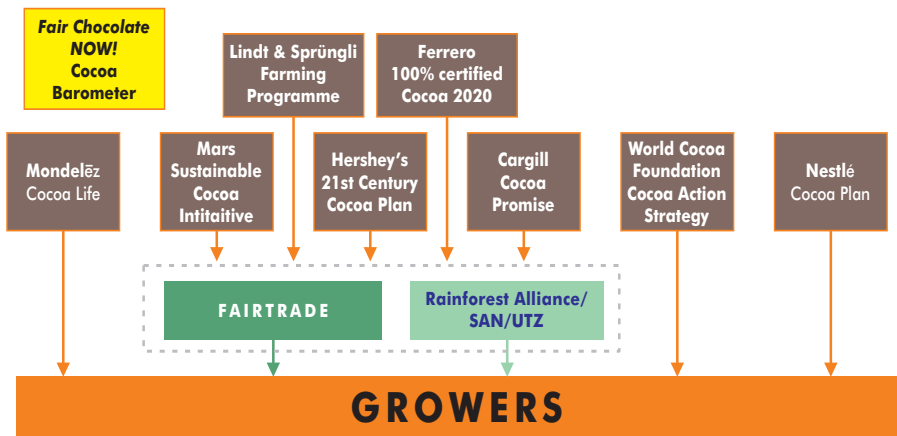 Fair Chocolate
NOW!
Cocoa
Barometer
Lindt & Sprüngli
Farming
Programme
Ferrero
100% certified
Cocoa 2020
Mondelēz
Cocoa Life
Mars
Sustainable
Cocoa
Intitaitive
Hershey's
21st Century
Cocoa Plan
Cargill
Cocoa
Promise
World Cocoa
Foundation
Cocoa Action
Strategy
Nestlé
Cocoa Plan
FAIRTRADE
Rainforest Alliance/
SAN/UTZ
GROWERS